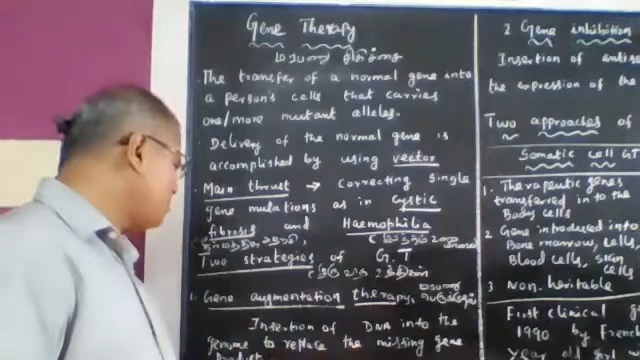 Gene Therapy
மரபணு சிகிச்சை
The transfer of a normal gene into
a person's cells that carries
one/more mutant alleles.
Delivery of the normal gene is
accomplished by using vector
Main thrust → Correcting single
gene mutations as in cystic
fibrosis and Haemophilia
Two strategies of G.T
1. Gene augmentation therapy.
Insertion of DNA into the
genome to replace the missing gene
Product
2 Gene inhibition
Insertion of
the expression of the
Two approaches of
Somatic cell GT
1. Therapeutic genes
transferred in to the
Body cells
2 Gene introduced into
Bone marrow, cells,
Blood cells, skin
cells
3 Non heritable
First clinical
1990 by French